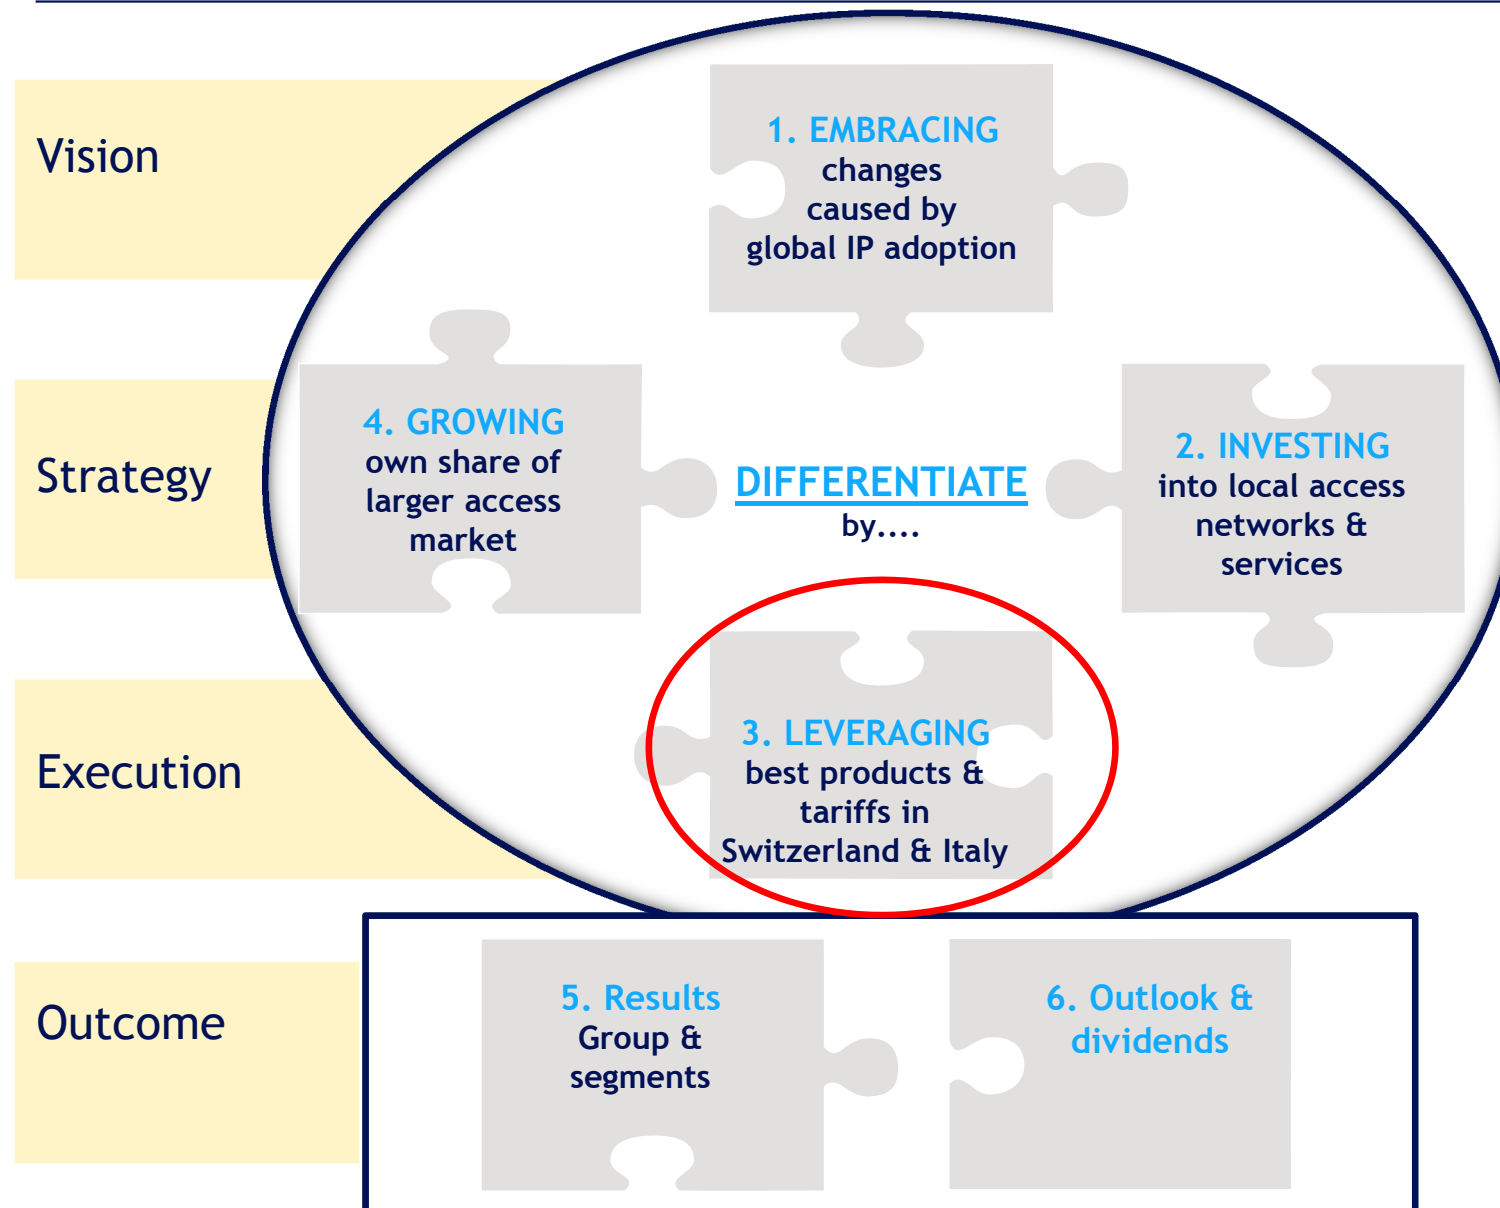 Vision
1. EMBRACING
changes
caused by
global IP adoption
Strategy
4. GROWING
own share of
larger access
market
DIFFERENTIATE
by....
2. INVESTING
into local access
networks &
services
Execution
3. LEVERAGING
best products &
tariffs in
Switzerland & Italy
Outcome
5. Results
Group &
segments
6. Outlook &
dividends